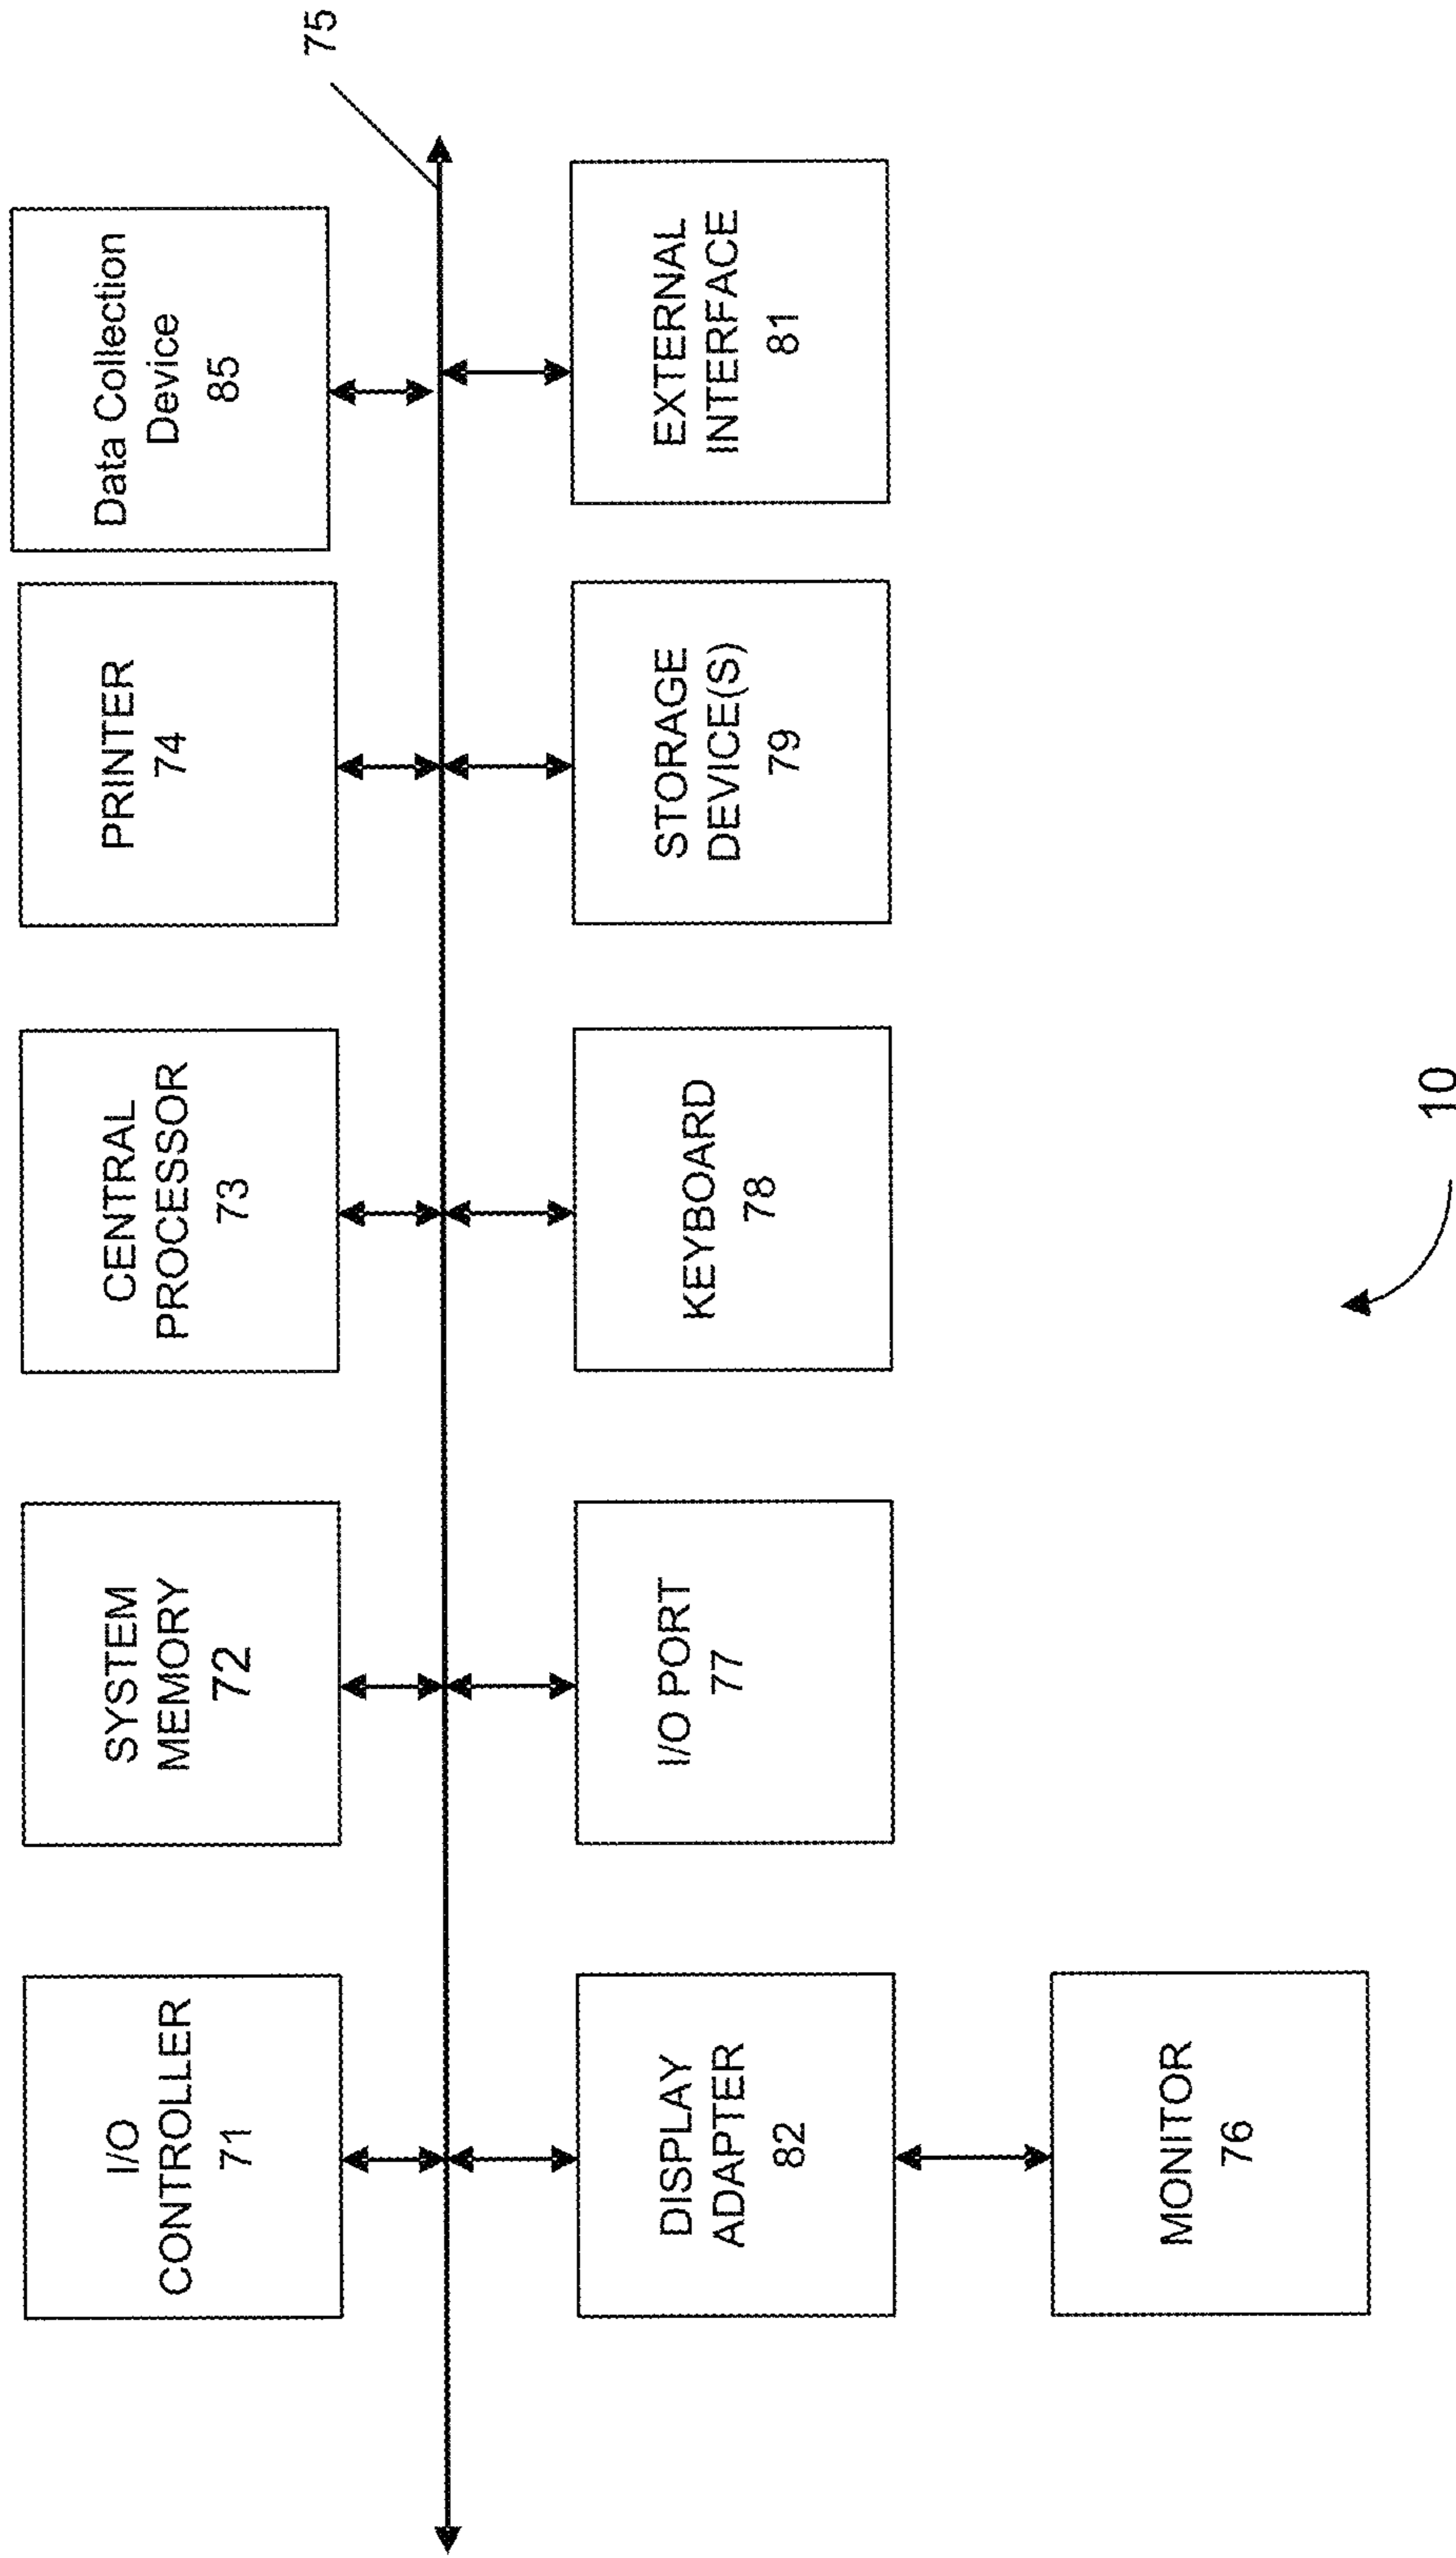 I/O
CONTROLLER
71
SYSTEM
MEMORY
72
CENTRAL
PROCESSOR
73
PRINTER
74
Data Collection
Device
85
75
DISPLAY
ADAPTER
82
I/O PORT
77
KEYBOARD
78
STORAGE
DEVICE(S)
79
EXTERNAL
INTERFACE
81
MONITOR
76
10